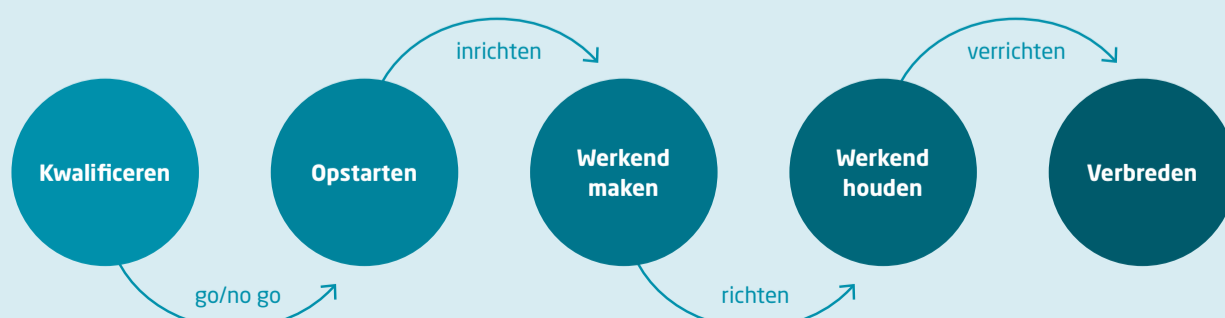 inrichten
verrichten
Kwalificeren
Opstarten
Werkend
maken
Werkend
houden
Verbreden
go/no go
richten